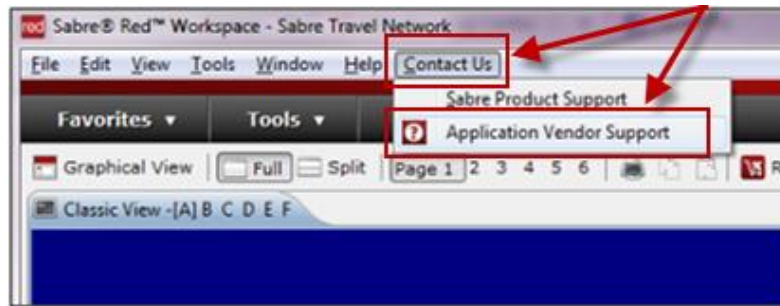 red Sabre® Red™ Workspace - Sabre Travel Network
File Edit View Tools Window Help Contact Us
Sabre Product Support
Favorites ▾ Tools ▾
? Application Vendor Support
Graphical View Full Split Page 1 2 3 4 5 6 R
Classic View -[A] B C D E F